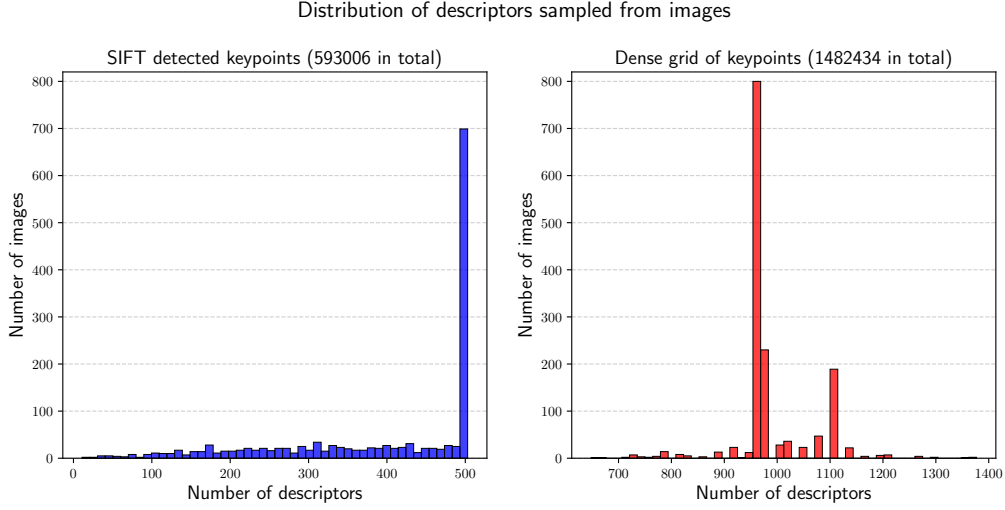 Distribution of descriptors sampled from images
SIFT detected keypoints (593006 in total)
800
700
600
500
400
300
200
100
0
Number of images
0 100 200 300 400 500
Number of descriptors
Dense grid of keypoints (1482434 in total)
800
700
600
500
400
300
200
100
0
Number of images
700 800 900 1000 1100 1200 1300 1400
Number of descriptors